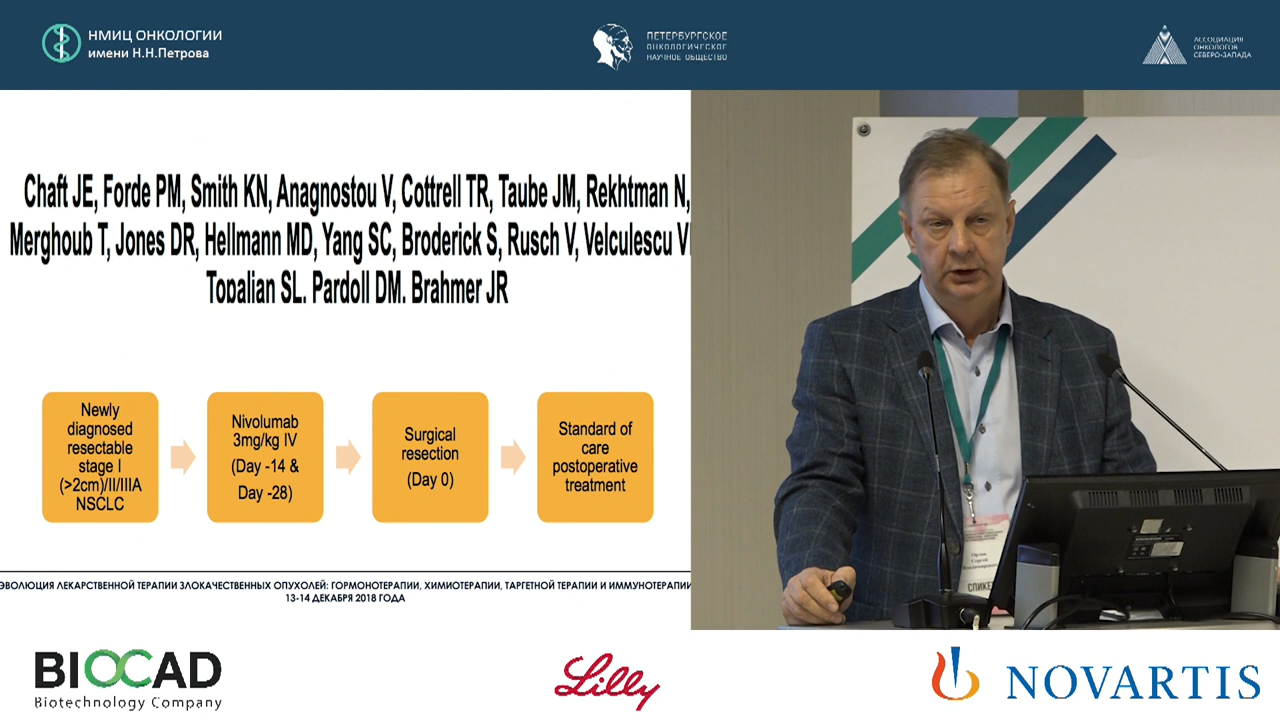 НМИЦ ОНКОЛОГИИ
имени Н.Н.Петрова
ПЕТЕРБУРГСКОЕ
ОНКОЛОГИЧЕСКОЕ
НАУЧНОЕ ОБЩЕСТВО
АССОЦИАЦИЯ
ОНКОЛОГОВ
СЕВЕРО-ЗАПАДА
Chaft JE, Forde PM, Smith KN, Anagnostou V, Cottrell TR, Taube JM, Rekhtman N,
Merghoub T, Jones DR, Hellmann MD, Yang SC, Broderick S, Rusch V, Velculescu V
Topalian SL, Pardoll DM, Brahmer JR
Newly
diagnosed
resectable
stage I
(>2cm)/II/IIIA
NSCLC
Nivolumab
3mg/kg IV
(Day -14 &
Day -28)
Surgical
resection
(Day 0)
Standard of
care
postoperative
treatment
ЭВОЛЮЦИЯ ЛЕКАРСТВЕННОЙ ТЕРАПИИ ЗЛОКАЧЕСТВЕННЫХ ОПУХОЛЕЙ: ГОРМОНОТЕРАПИИ, ХИМИОТЕРАПИИ, ТАРГЕТНОЙ ТЕРАПИИ И ИММУНОТЕРАПИИ
13-14 ДЕКАБРЯ 2018 ГОДА
Орлов
Сергей
Владимирович
СПИКЕР
BIOCAD
Biotechnology Company
Lilly
NOVARTIS